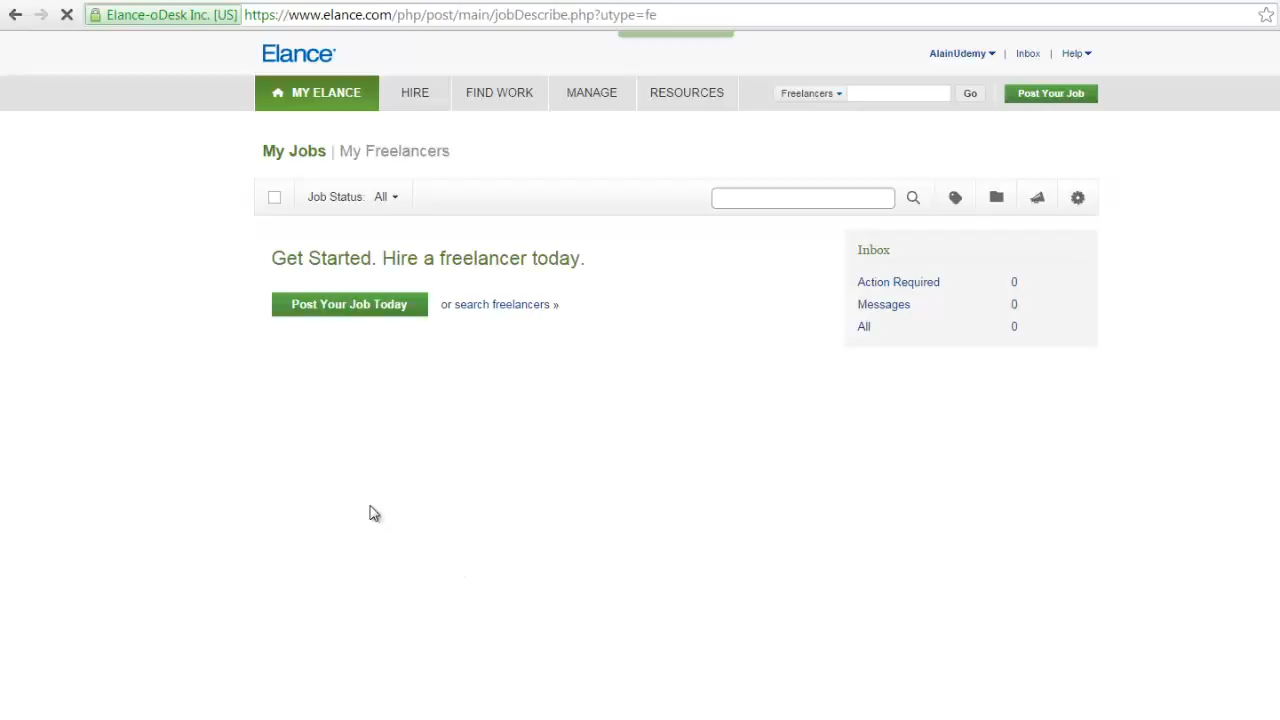 Elance-oDesk Inc. [US] https://www.elance.com/php/post/main/jobDescribe.php?utype=fe
Elance
AlainUdemy | Inbox | Help
MY ELANCE HIRE FIND WORK MANAGE RESOURCES Freelancers Go Post Your Job
My Jobs | My Freelancers
Job Status: All
Get Started. Hire a freelancer today.
Post Your Job Today or search freelancers »
Inbox
Action Required 0
Messages 0
All 0